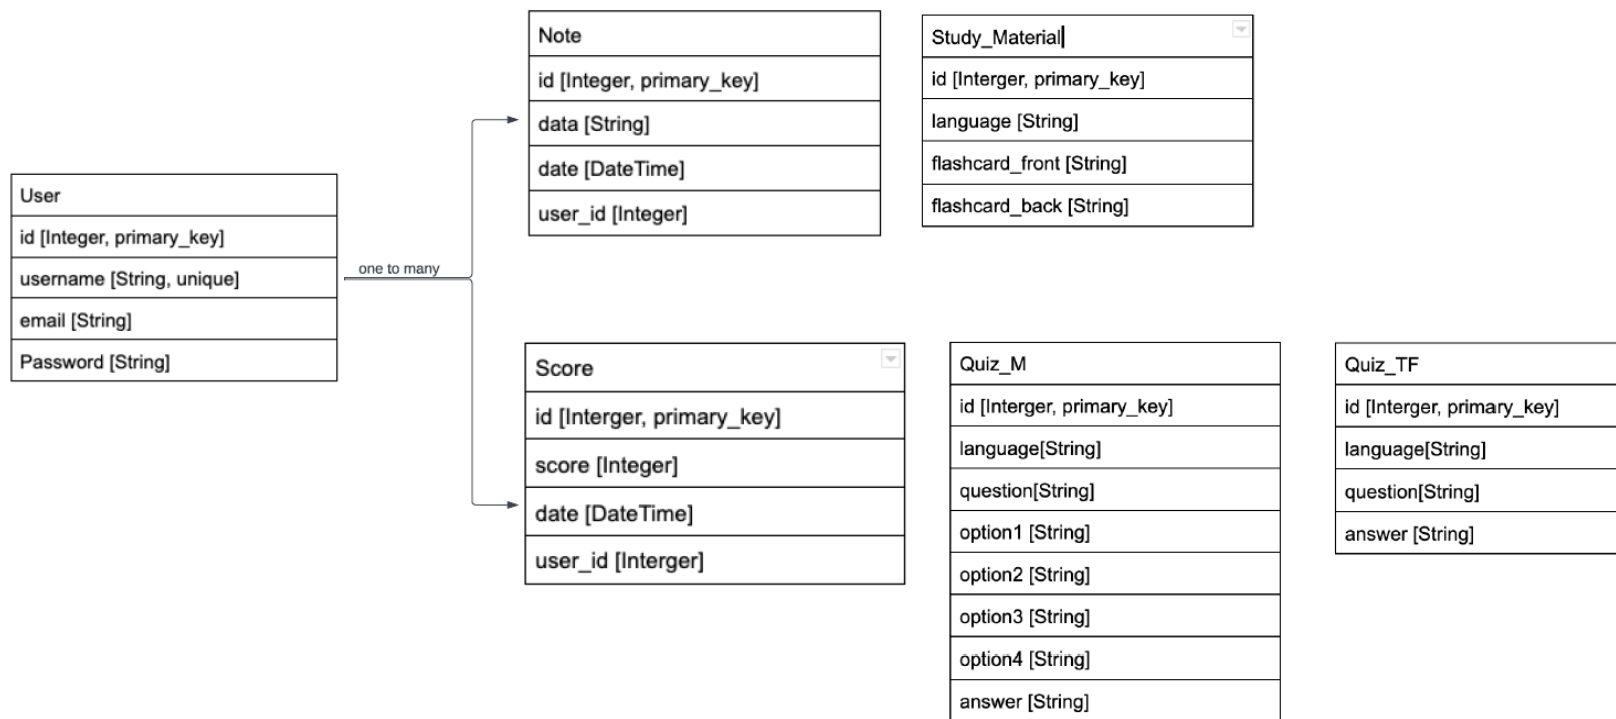 User
id [Integer, primary_key]
username [String, unique]
email [String]
Password [String]
one to many
Note
id [Integer, primary_key]
data [String]
date [DateTime]
user_id [Integer]
Study_Material
id [Interger, primary_key]
language [String]
flashcard_front [String]
flashcard_back [String]
Score
id [Interger, primary_key]
score [Integer]
date [DateTime]
user_id [Interger]
Quiz_M
id [Interger, primary_key]
language[String]
question[String]
option1 [String]
option2 [String]
option3 [String]
option4 [String]
answer [String]
Quiz_TF
id [Interger, primary_key]
language[String]
question[String]
answer [String]